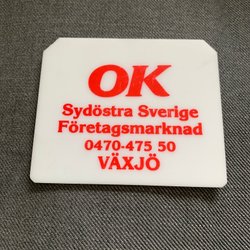 OK
Sydöstra Sverige
Företagsmarknad
0470-475 50
VÄXJÖ